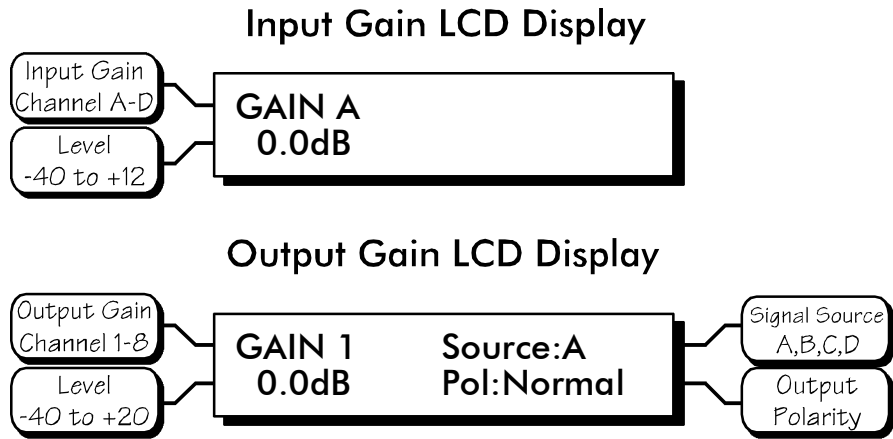 Input Gain LCD Display
Input Gain
Channel A-D
Level
-40 to +12
GAIN A
0.0dB
Output Gain LCD Display
Output Gain
Channel 1-8
Level
-40 to +20
GAIN 1 Source:A
0.0dB Pol:Normal
Signal Source
A,B,C,D
Output
Polarity